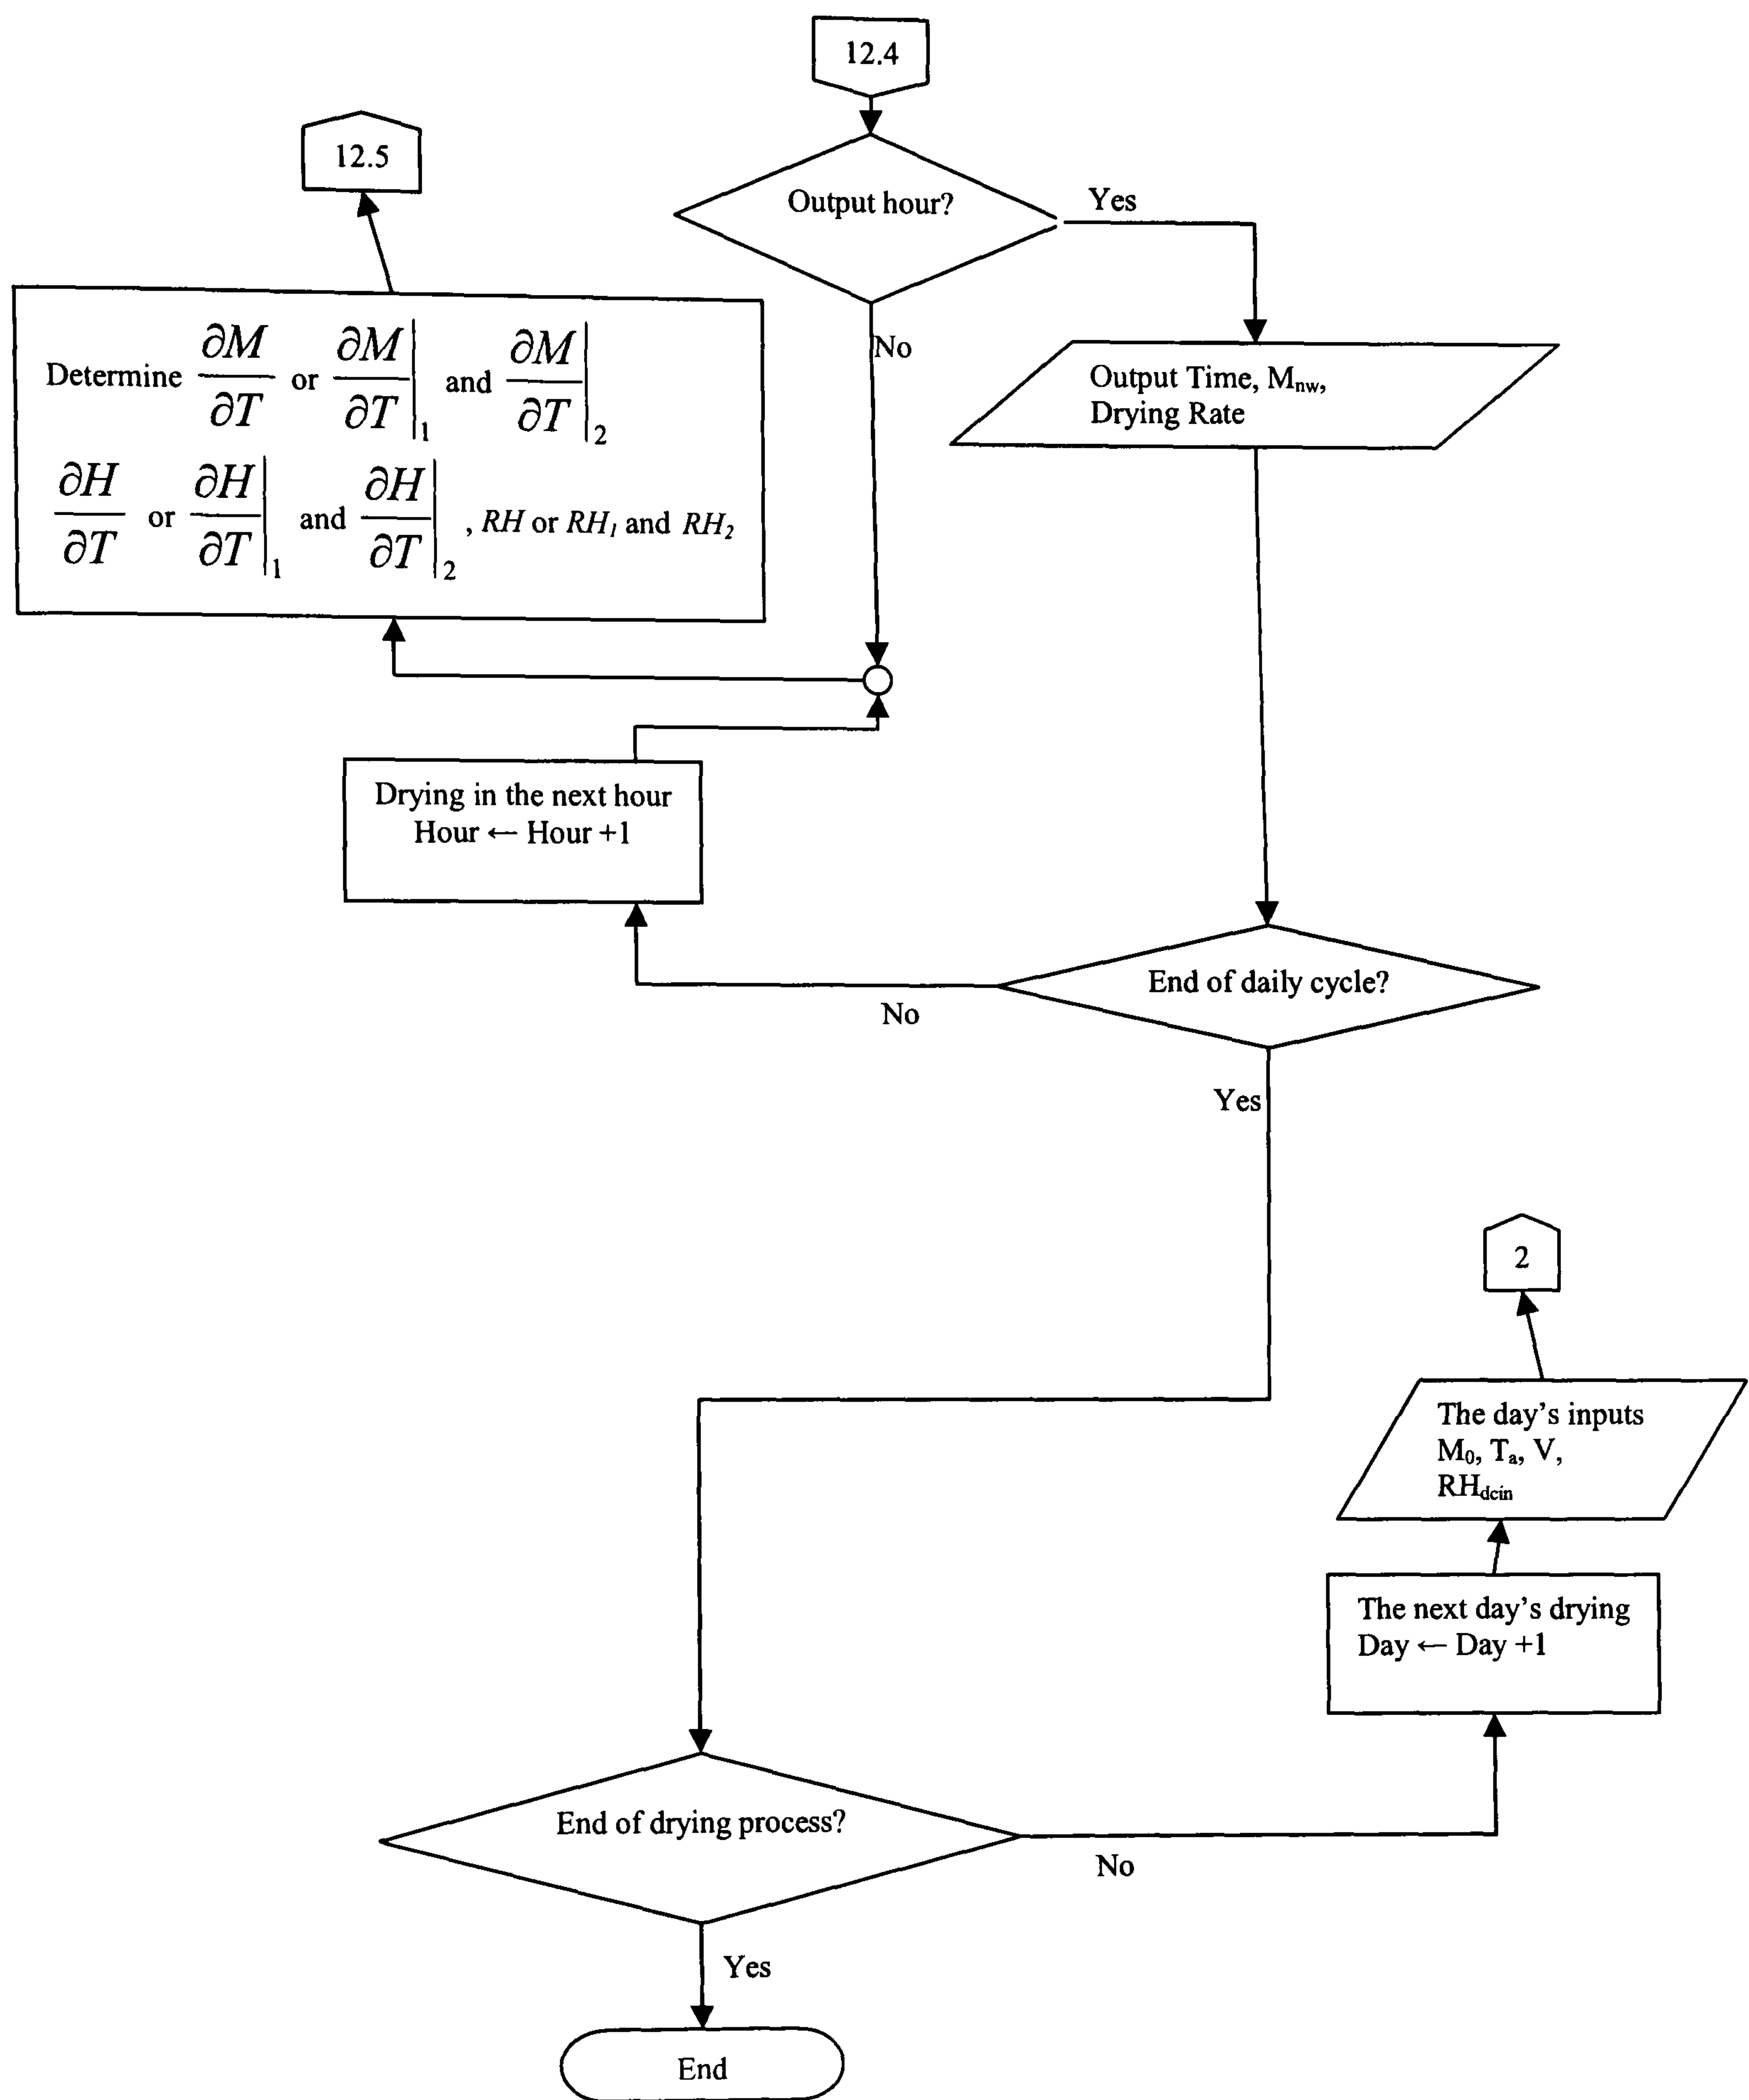 12.4
12.5
Output hour?
Yes
No
Determine ∂M/∂T or ∂M/∂T|₁ and ∂M/∂T|₂
∂H/∂T or ∂H/∂T|₁ and ∂H/∂T|₂ , RH or RH₁ and RH₂
Output Time, Mnw,
Drying Rate
Drying in the next hour
Hour ← Hour +1
End of daily cycle?
No
Yes
2
The day’s inputs
M₀, Tₐ, V,
RHdcin
The next day’s drying
Day ← Day +1
End of drying process?
No
Yes
End